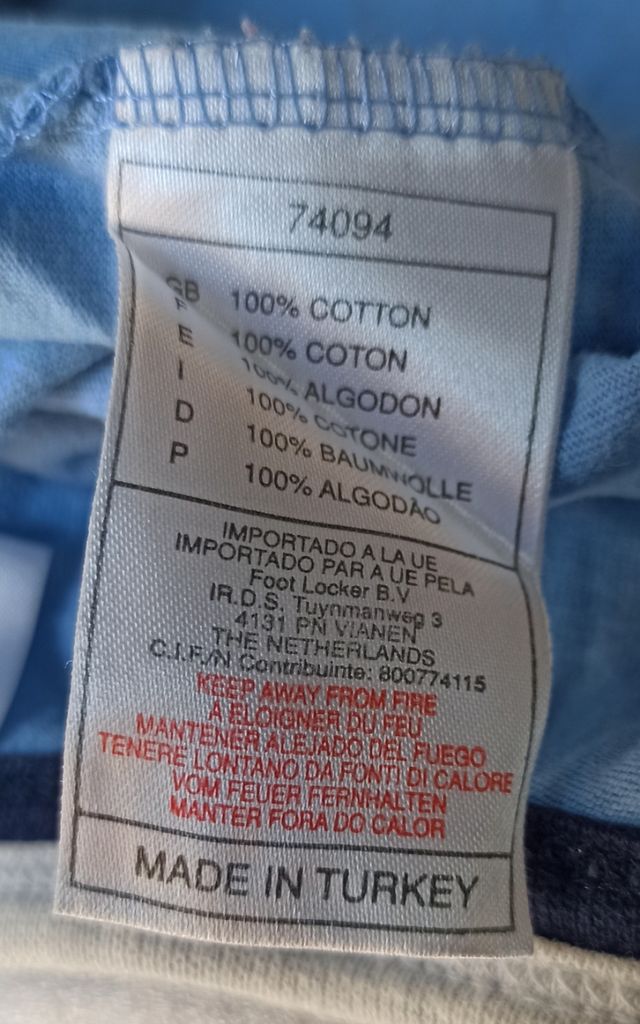 74094
GB 100% COTTON
F 100% COTON
E 100% ALGODON
I 100% COTONE
D 100% BAUMWOLLE
P 100% ALGODÃO
IMPORTADO A LA UE
IMPORTADO PAR A UE PELA
Foot Locker B.V
IR.D.S. Tuynmanweg 3
4131 PN VIANEN
THE NETHERLANDS
C.I.F./N Contribuinte: 800774115
KEEP AWAY FROM FIRE
A ELOIGNER DU FEU
MANTENER ALEJADO DEL FUEGO
TENERE LONTANO DA FONTI DI CALORE
VOM FEUER FERNHALTEN
MANTER FORA DO CALOR
MADE IN TURKEY